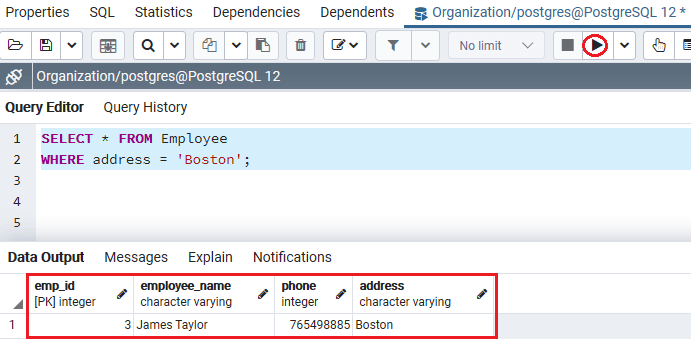 Properties SQL Statistics Dependencies Dependents Organization/postgres@PostgreSQL 12 *
No limit
Organization/postgres@PostgreSQL 12
Query Editor Query History
1 SELECT * FROM Employee
2 WHERE address = 'Boston';
3
4
5
Data Output Messages Explain Notifications
emp_id employee_name phone address
[PK] integer character varying integer character varying
1 3 James Taylor 765498885 Boston